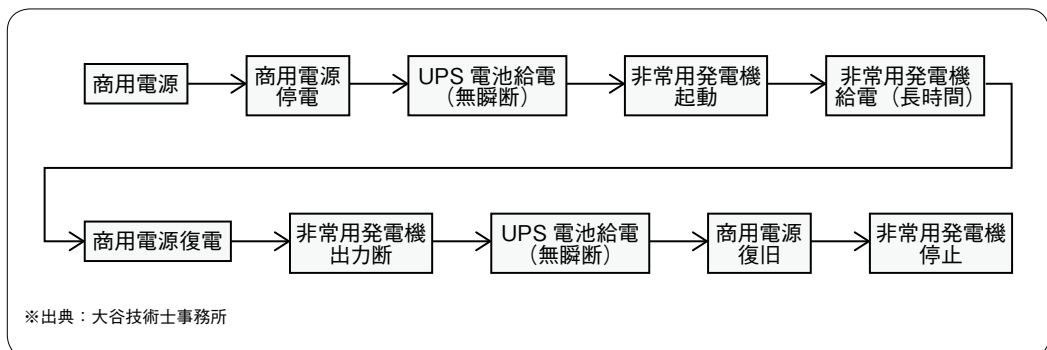 商用電源
商用電源
停電
UPS 電池給電
（無瞬断）
非常用発電機
起動
非常用発電機
給電（長時間）
商用電源復電
非常用発電機
出力断
UPS 電池給電
（無瞬断）
商用電源
復旧
非常用発電機
停止
※出典：大谷技術士事務所